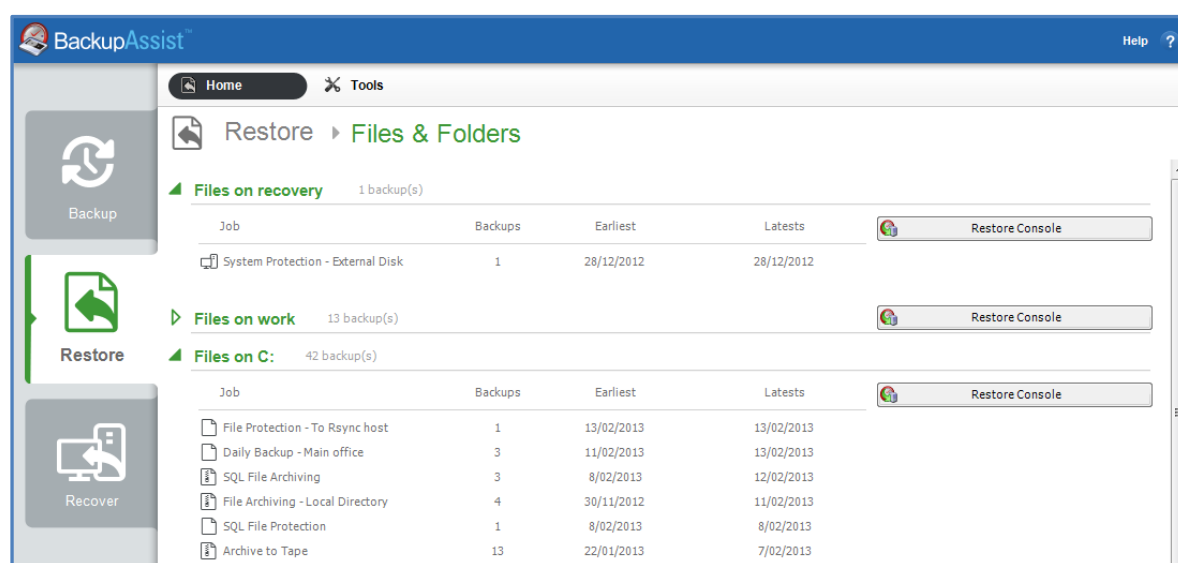 BackupAssist™
Help ?
Home Tools
Restore Files & Folders
Backup
Files on recovery 1 backup(s)
Job Backups Earliest Latests Restore Console
System Protection - External Disk 1 28/12/2012 28/12/2012
Files on work 13 backup(s) Restore Console
Restore
Files on C: 42 backup(s)
Job Backups Earliest Latests Restore Console
File Protection - To Rsync host 1 13/02/2013 13/02/2013
Daily Backup - Main office 3 11/02/2013 13/02/2013
SQL File Archiving 3 8/02/2013 12/02/2013
Recover
File Archiving - Local Directory 4 30/11/2012 11/02/2013
SQL File Protection 1 8/02/2013 8/02/2013
Archive to Tape 13 22/01/2013 7/02/2013